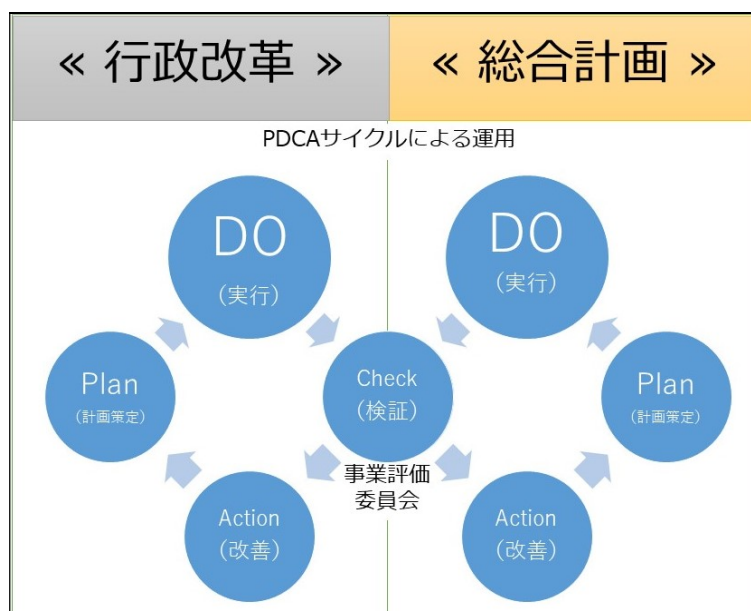 « 行政改革 »
« 総合計画 »
PDCAサイクルによる運用
DO
(実行)
DO
(実行)
Plan
(計画策定)
Check
(検証)
Plan
(計画策定)
事業評価
委員会
Action
(改善)
Action
(改善)